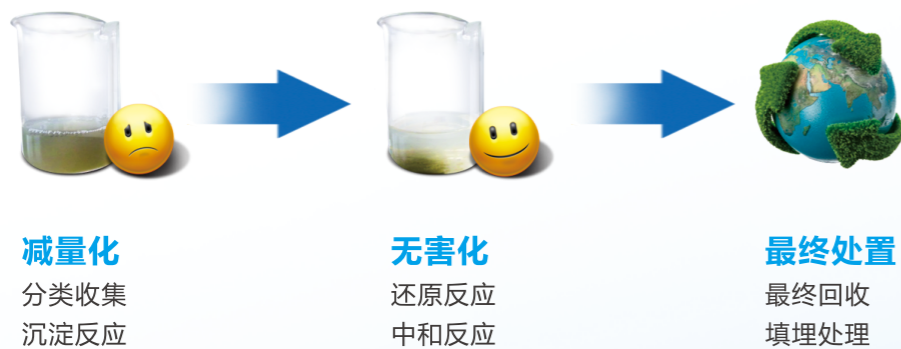 减量化
分类收集
沉淀反应
无害化
还原反应
中和反应
最终处置
最终回收
填埋处理